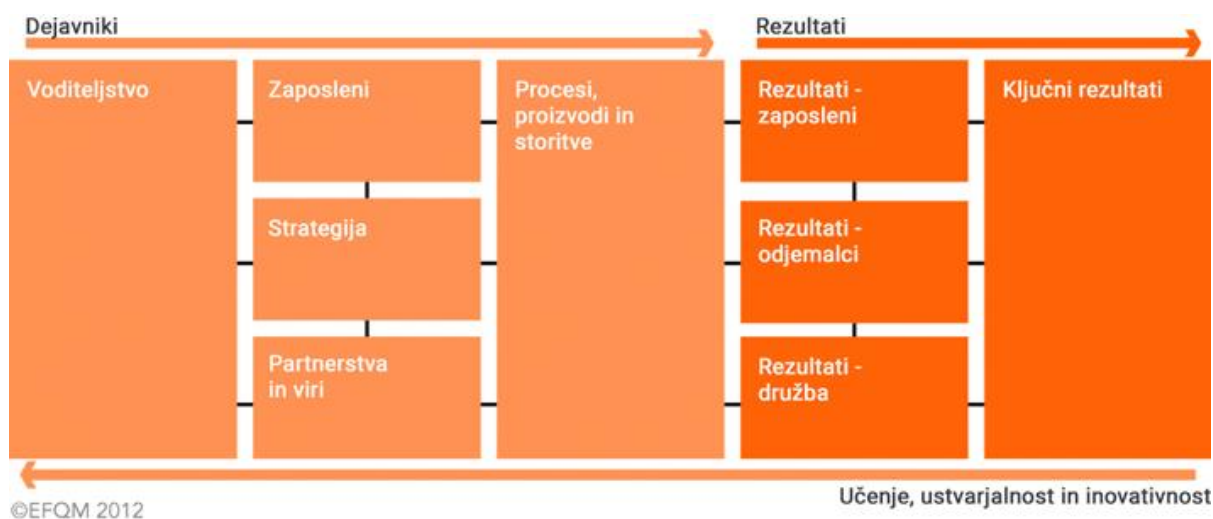 Dejavniki
Rezultati
Voditeljstvo
Zaposleni
Strategija
Partnerstva
in viri
Procesi,
proizvodi in
storitve
Rezultati -
zaposleni
Rezultati -
odjemalci
Rezultati -
družba
Ključni rezultati
Učenje, ustvarjalnost in inovativnost
©EFQM 2012